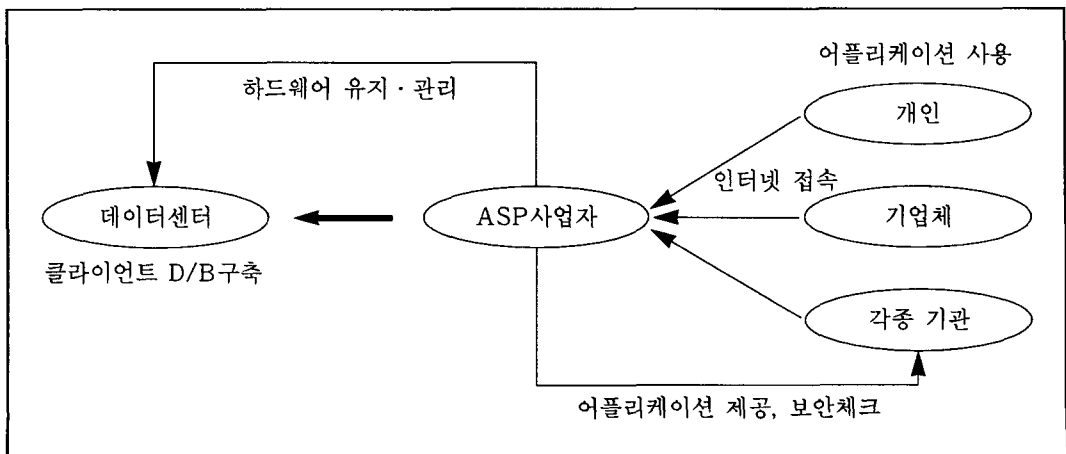 어플리케이션 사용
하드웨어 유지 · 관리
개인
인터넷 접속
데이터센터
ASP사업자
기업체
클라이언트 D/B구축
각종 기관
어플리케이션 제공, 보안체크